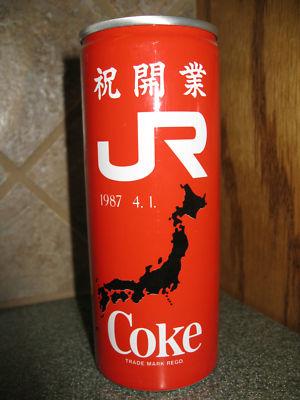 祝開業
JR
1987 4.1.
Coke
TRADE MARK REGD